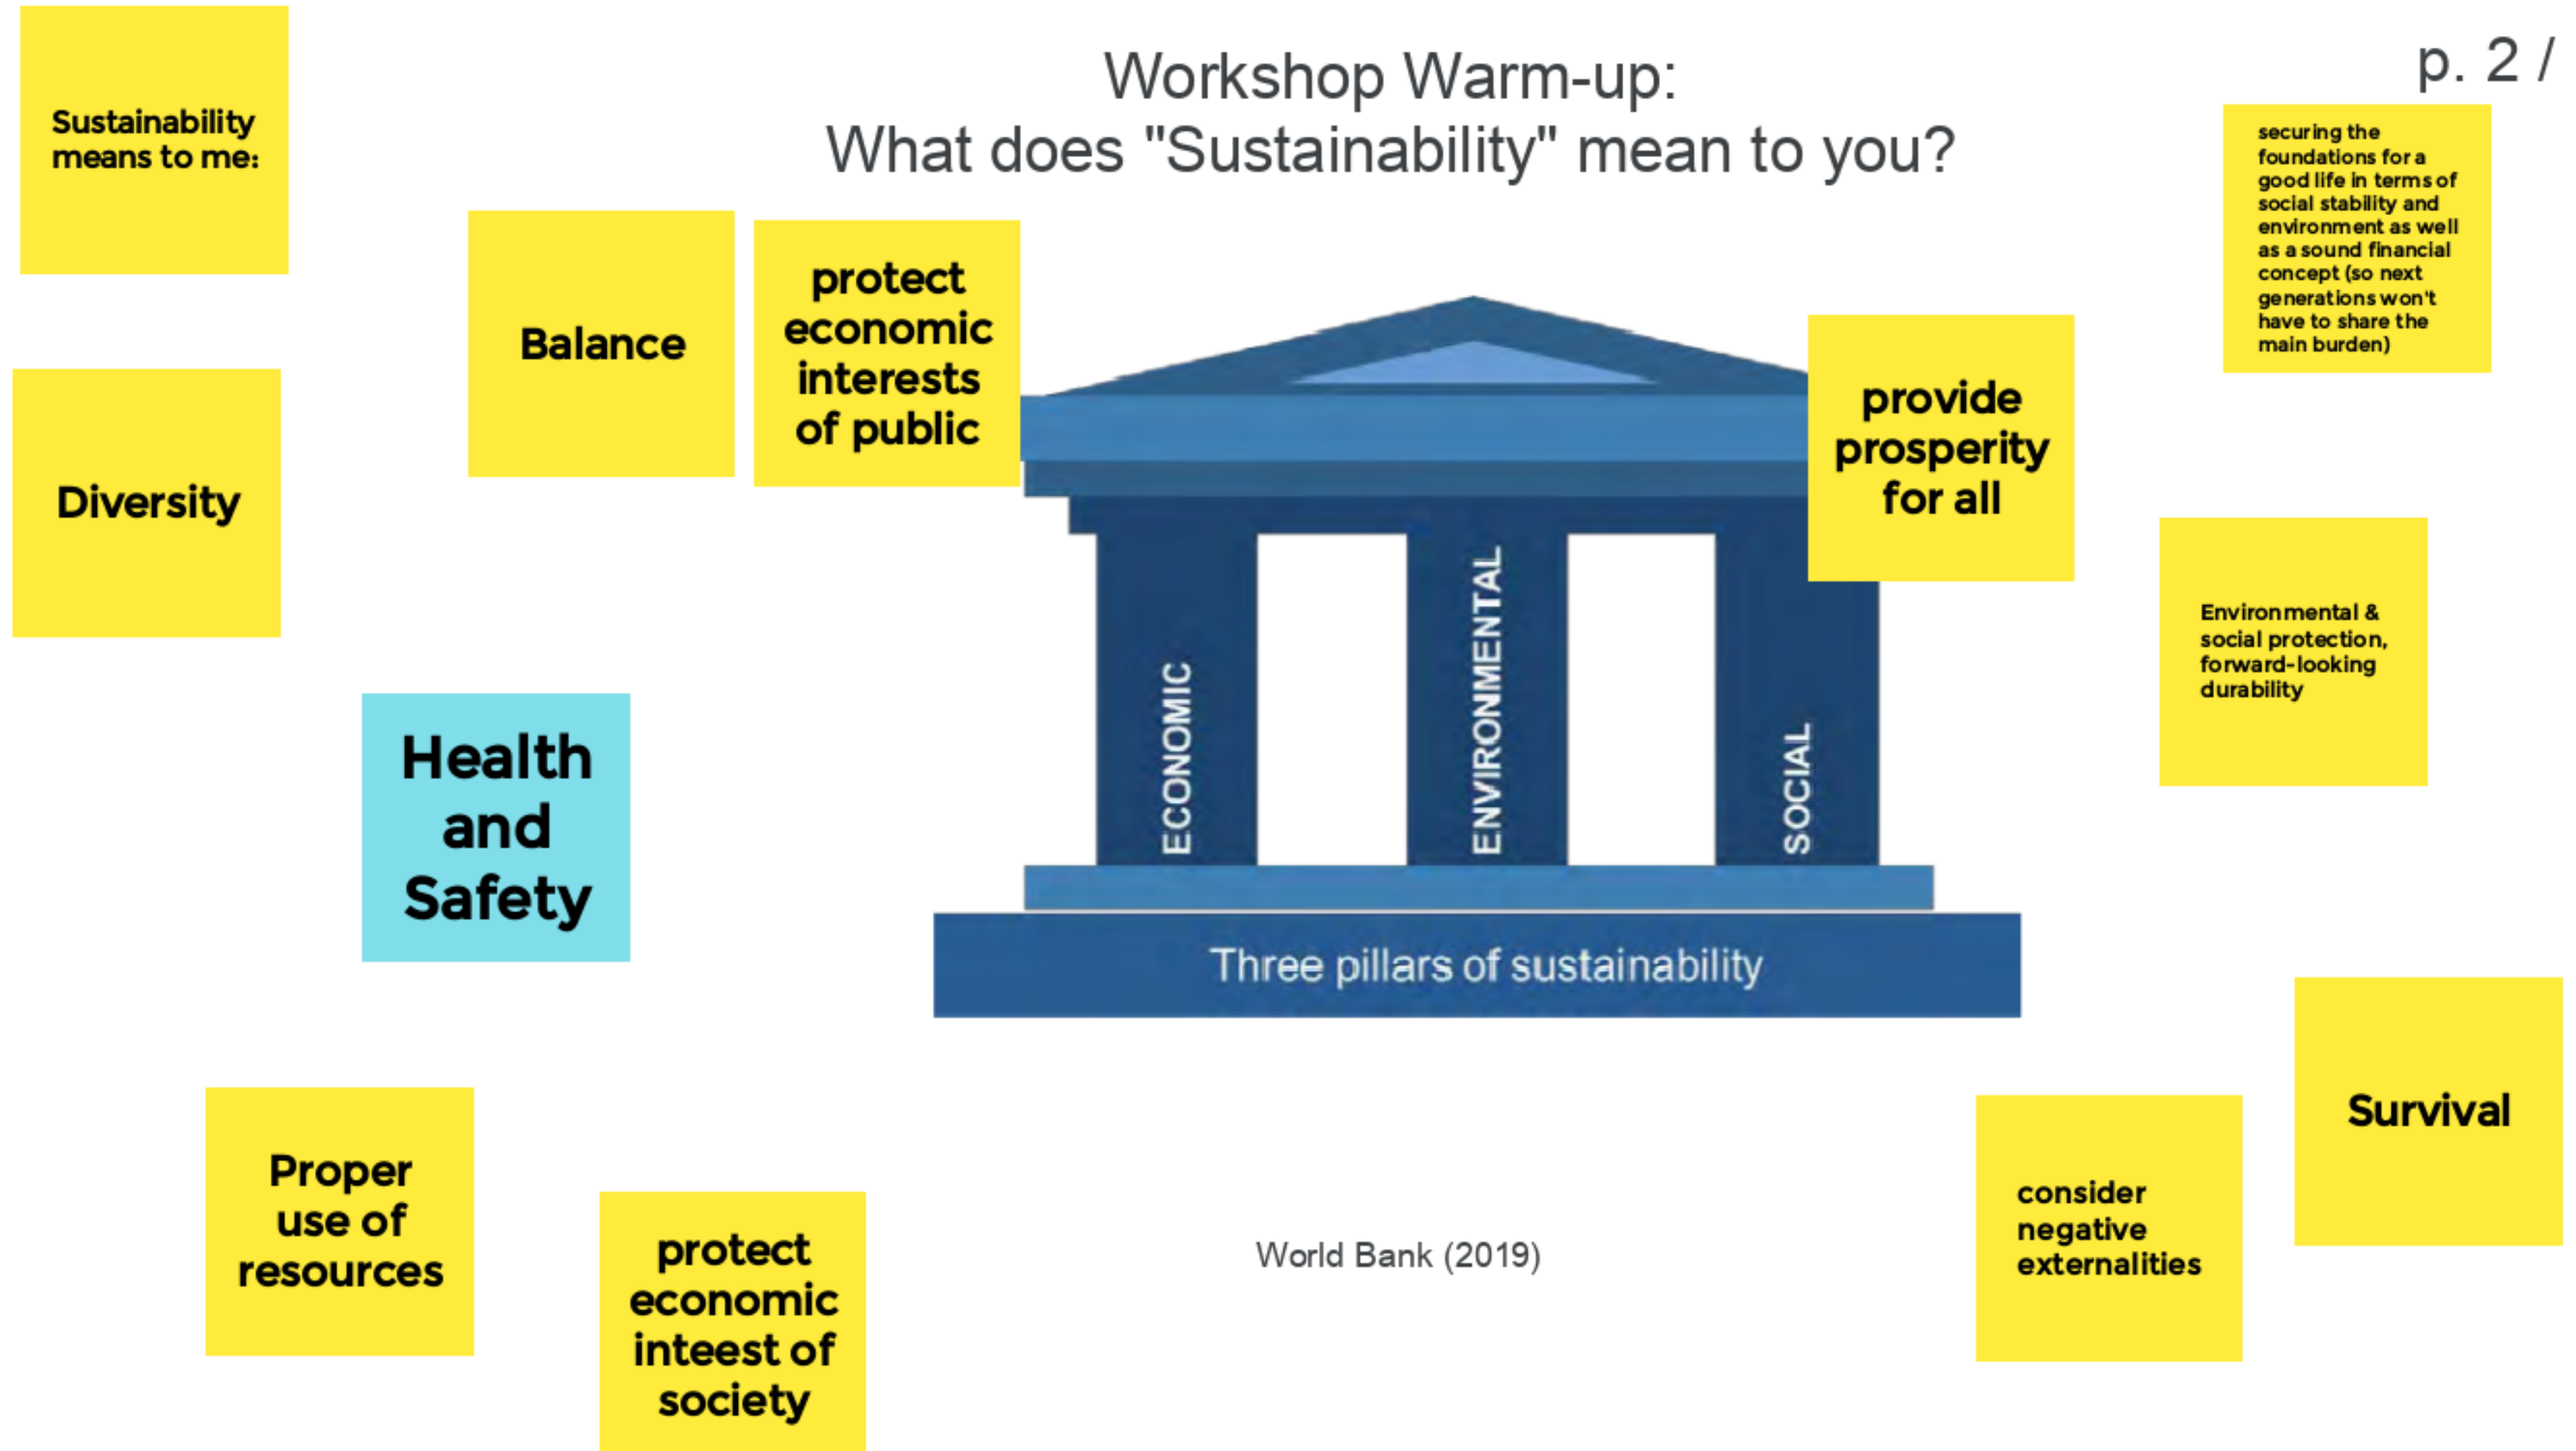 Workshop Warm-up:
What does "Sustainability" mean to you?
p. 2 /
Sustainability
means to me:
Balance
protect
economic
interests
of public
securing the
foundations for a
good life in terms of
social stability and
environment as well
as a sound financial
concept (so next
generations won't
have to share the
main burden)
provide
prosperity
for all
Diversity
Environmental &
social protection,
forward-looking
durability
Health
and
Safety
ECONOMIC
ENVIRONMENTAL
SOCIAL
Three pillars of sustainability
Proper
use of
resources
protect
economic
inteest of
society
World Bank (2019)
consider
negative
externalities
Survival